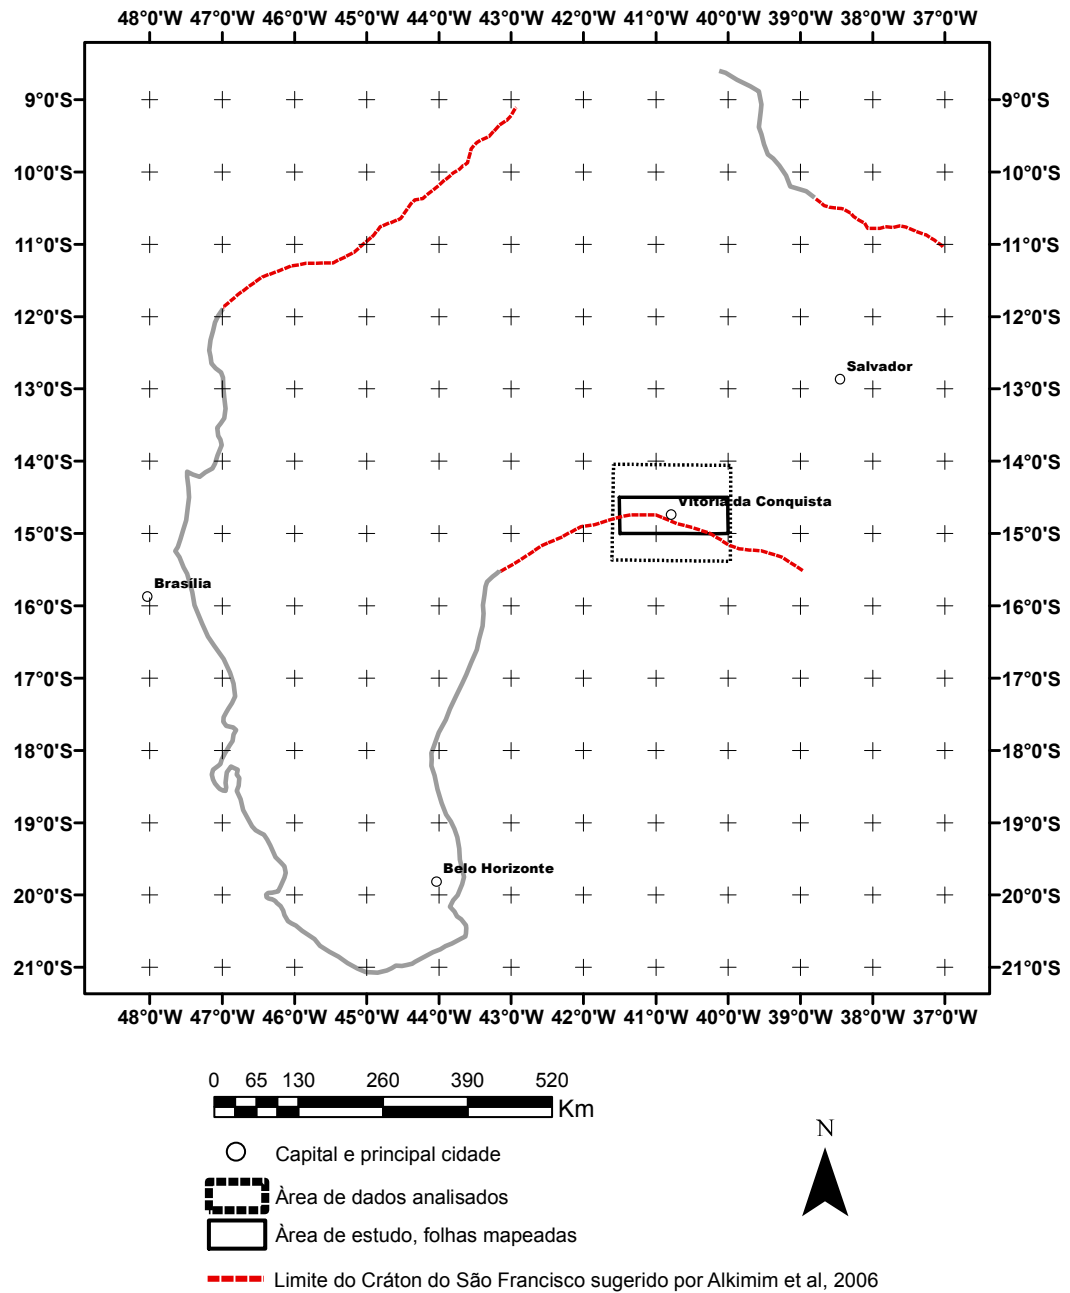 48°0'W 47°0'W 46°0'W 45°0'W 44°0'W 43°0'W 42°0'W 41°0'W 40°0'W 39°0'W 38°0'W 37°0'W
9°0'S 9°0'S
10°0'S 10°0'S
11°0'S 11°0'S
12°0'S 12°0'S
Salvador
13°0'S 13°0'S
14°0'S 14°0'S
Vitória da Conquista
15°0'S 15°0'S
Brasília
16°0'S 16°0'S
17°0'S 17°0'S
18°0'S 18°0'S
19°0'S 19°0'S
Belo Horizonte
20°0'S 20°0'S
21°0'S 21°0'S
48°0'W 47°0'W 46°0'W 45°0'W 44°0'W 43°0'W 42°0'W 41°0'W 40°0'W 39°0'W 38°0'W 37°0'W
0 65 130 260 390 520
Km
N
Capital e principal cidade
Àrea de dados analisados
Àrea de estudo, folhas mapeadas
Limite do Cráton do São Francisco sugerido por Alkimim et al, 2006